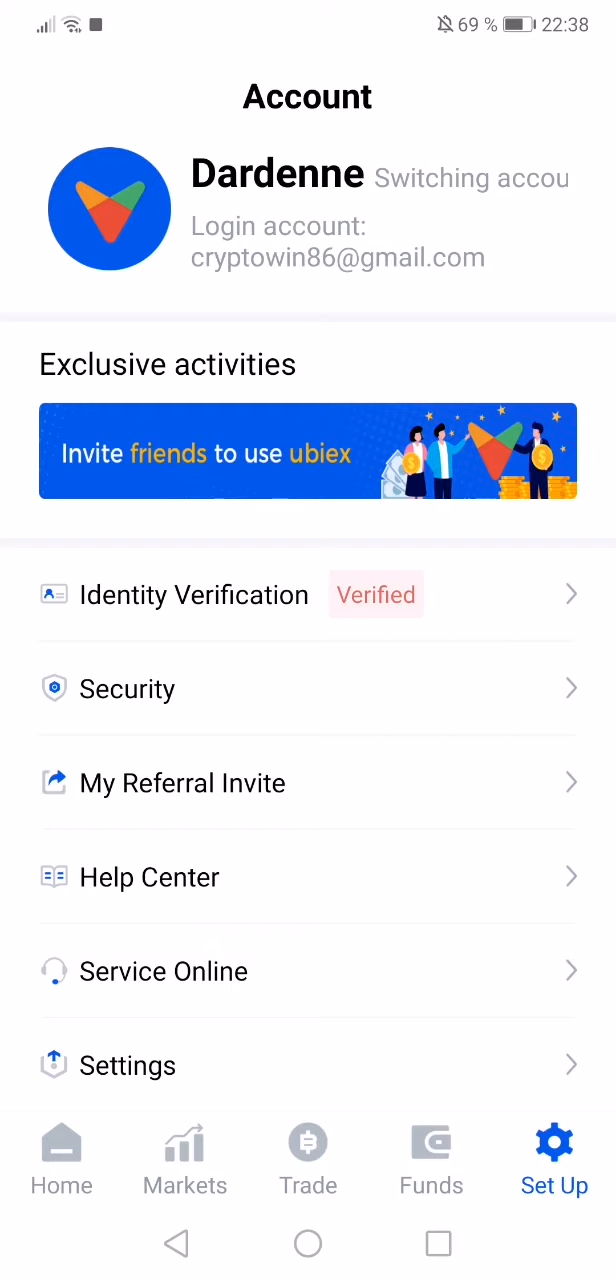 69 % 22:38
Account
Dardenne Switching accou
Login account:
cryptowin86@gmail.com
Exclusive activities
Invite friends to use ubiex
Identity Verification Verified
Security
My Referral Invite
Help Center
Service Online
Settings
Home Markets Trade Funds Set Up